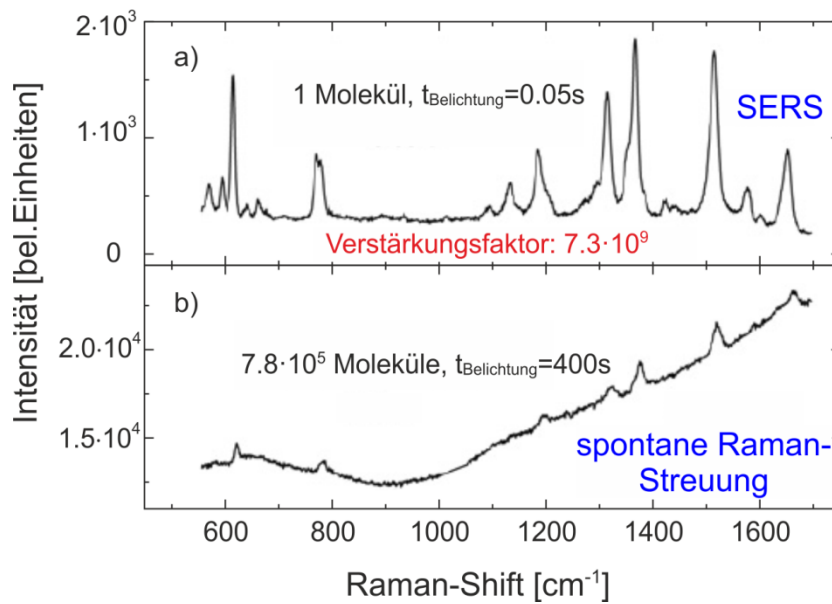 2·10³
a)
1 Molekül, tBelichtung=0.05s
SERS
1·10³
0
Verstärkungsfaktor: 7.3·10⁹
Intensität [bel.Einheiten]
b)
2.0·10⁴
7.8·10⁵ Moleküle, tBelichtung=400s
1.5·10⁴
spontane Raman-
Streuung
600 800 1000 1200 1400 1600
Raman-Shift [cm⁻¹]